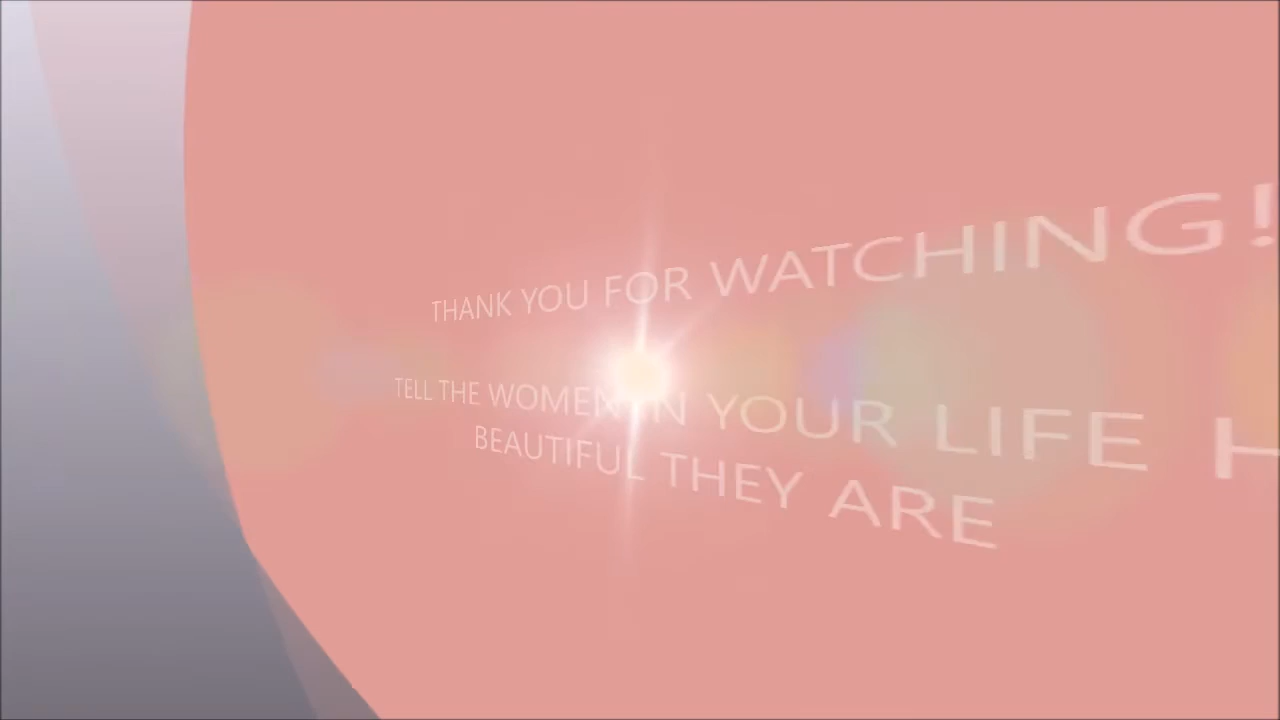 THANK YOU FOR WATCHING!
TELL THE WOMEN IN YOUR LIFE H
BEAUTIFUL THEY ARE